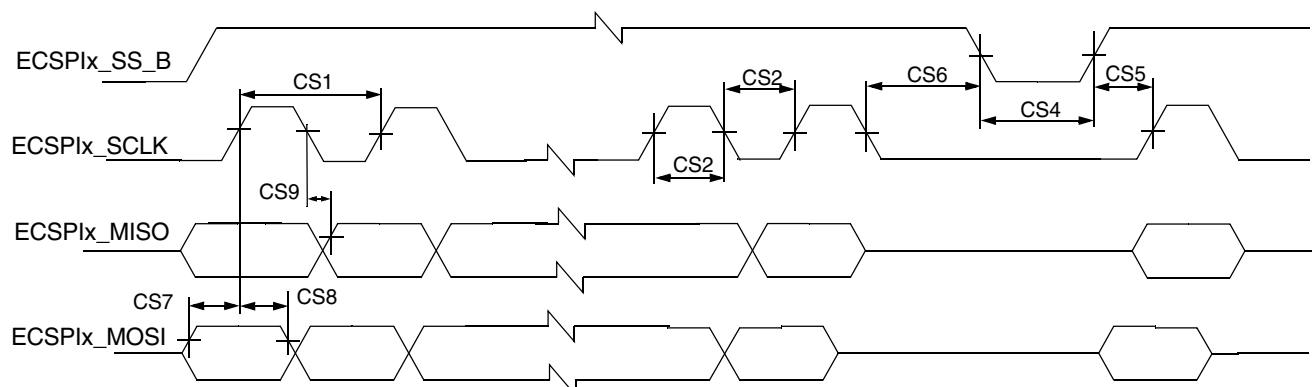 ECSPIx_SS_B
CS1
CS2
CS6
CS5
CS4
ECSPIx_SCLK
CS2
CS9
ECSPIx_MISO
CS7
CS8
ECSPIx_MOSI